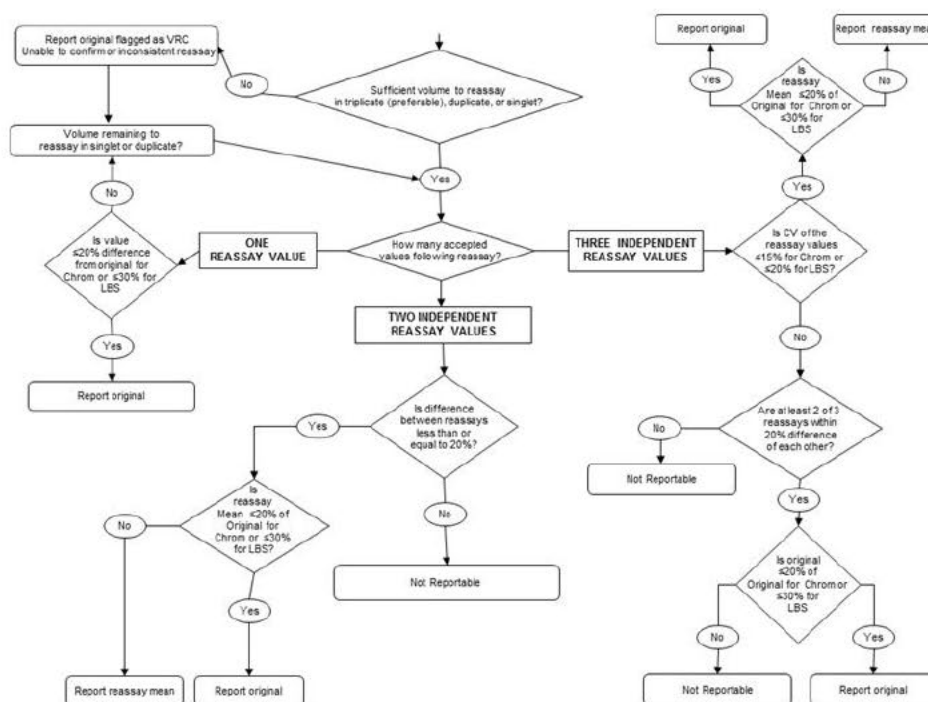 Report original flagged as VRC
Unable to confirm or inconsistent reassay
No
Sufficient volume to reassay
in triplicate (preferable), duplicate, or singlet?
Report original
Report reassay mean
Yes
Is
reassay
Mean ≤20% of
Original for
Chrom or
≤30% for
LBS
No
Volume remaining to
reassay in singlet or duplicate?
Yes
Yes
No
Is value
≤20% difference
from original for
Chrom or ≤30% for
LBS
ONE
REASSAY VALUE
How many accepted
values following reassay?
THREE INDEPENDENT
REASSAY VALUES
Is CV of the
reassay values
≤15% for Chrom or
≤20% for LBS?
TWO INDEPENDENT
REASSAY VALUES
Yes
No
Report original
Is difference
between reassays
less than or
equal to 20%?
Yes
Are at least 2 of 3
reassays within
20% difference
of each other?
No
Not Reportable
Is
reassay
Mean ≤20% of
Original for
Chrom or ≤30%
for LBS?
No
No
Yes
Not Reportable
Is original
≤20% of
Original for Chrom or
≤30% for
LBS
Yes
No
Yes
Report reassay mean
Report original
Not Reportable
Report original